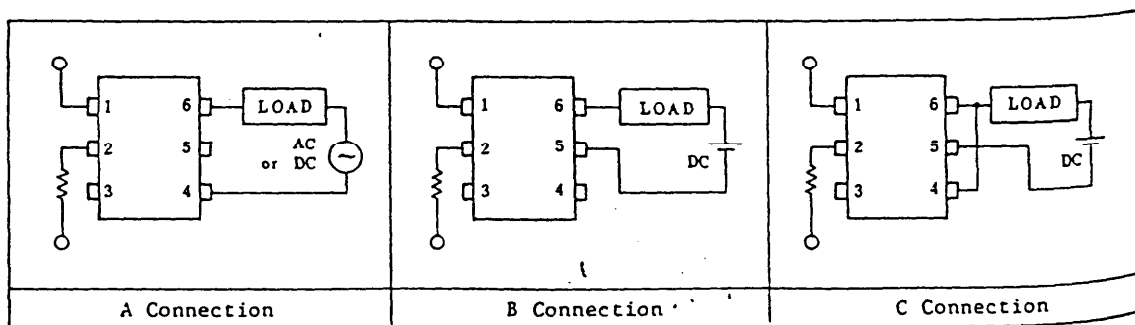 1 6 LOAD
2 5 AC or DC
3 4
A Connection
1 6 LOAD
2 5 DC
3 4
B Connection
1 6 LOAD
2 5 DC
3 4
C Connection